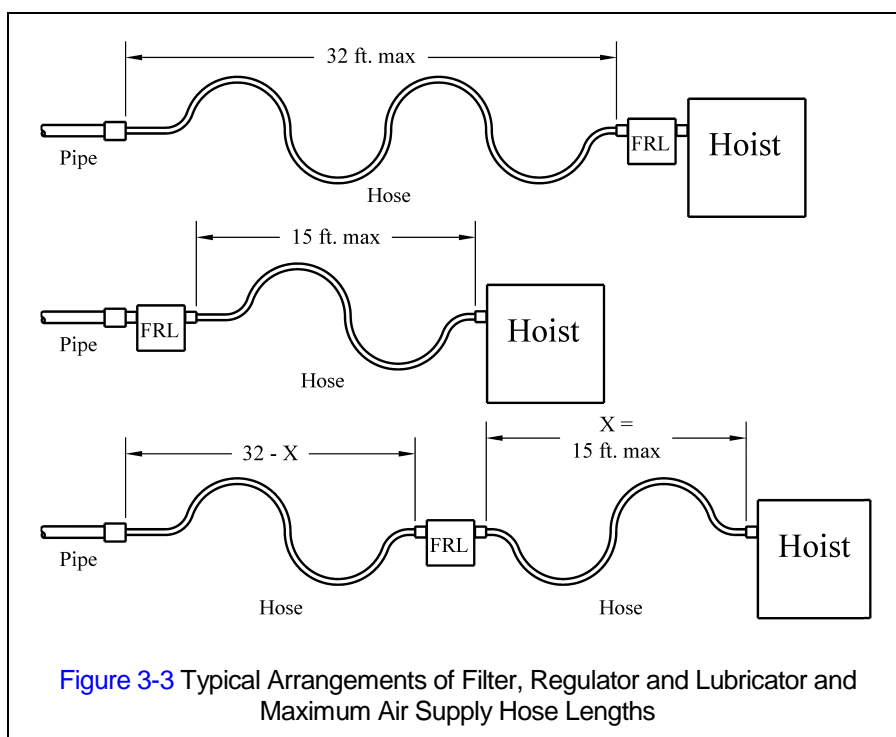 32 ft. max
Pipe
Hose
FRL
Hoist
15 ft. max
Pipe
FRL
Hose
Hoist
32 - X
X =
15 ft. max
Pipe
Hose
FRL
Hose
Hoist
Figure 3-3 Typical Arrangements of Filter, Regulator and Lubricator and
Maximum Air Supply Hose Lengths